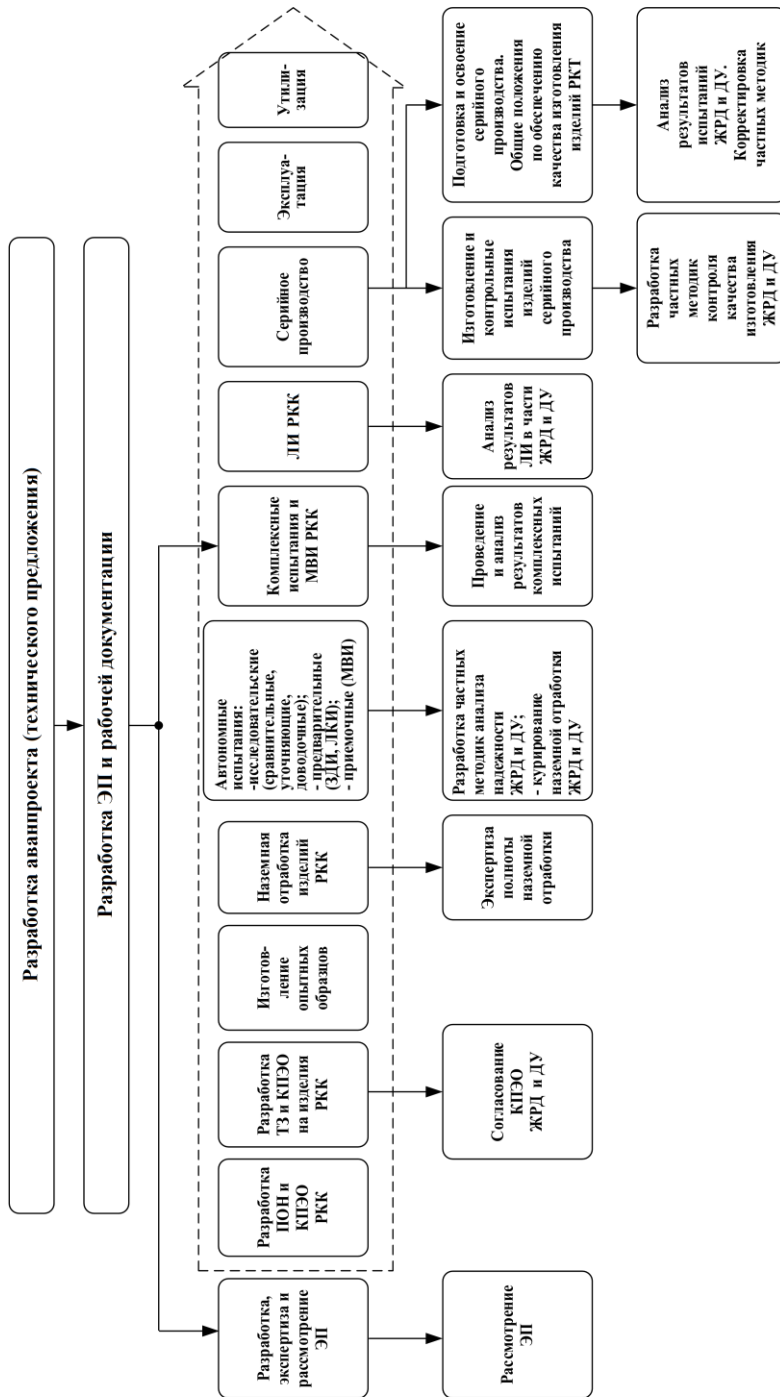 Разработка аванпроекта (технического предложения)
Разработка ЭП и рабочей документации
Разработка,
экспертиза и
рассмотрение
ЭП
Разработка
ПОН и
КПЭО
РКК
Разработка
ТЗ и КПЭО
на изделия
РКК
Изготов-
ление
опытных
образцов
Наземная
отработка
изделий
РКК
Автономные
испытания:
-исследовательские
(сравнительные,
уточняющие,
доводочные);
- предварительные
(ЗДИ, ЛКИ);
- приемочные (МВИ)
Комплексные
испытания и
МВИ РКК
ЛИ РКК
Серийное
производство
Эксплуа-
тация
Утили-
зация
Рассмотрение
ЭП
Согласование
КПЭО
ЖРД и ДУ
Экспертиза
полноты
наземной
отработки
Разработка частных
методик анализа
надежности
ЖРД и ДУ;
- курирование
наземной отработки
ЖРД и ДУ
Проведение
и анализ
результатов
комплексных
испытаний
Анализ
результатов
ЛИ в части
ЖРД и ДУ
Изготовление и
контрольные
испытания
изделий
серийного
производства
Подготовка и освоение
серийного
производства.
Общие положения
по обеспечению
качества изготовления
изделий РКТ
Разработка
частных
методик
контроля
качества
изготовления
ЖРД и ДУ
Анализ
результатов
испытаний
ЖРД и ДУ.
Корректировка
частных методик